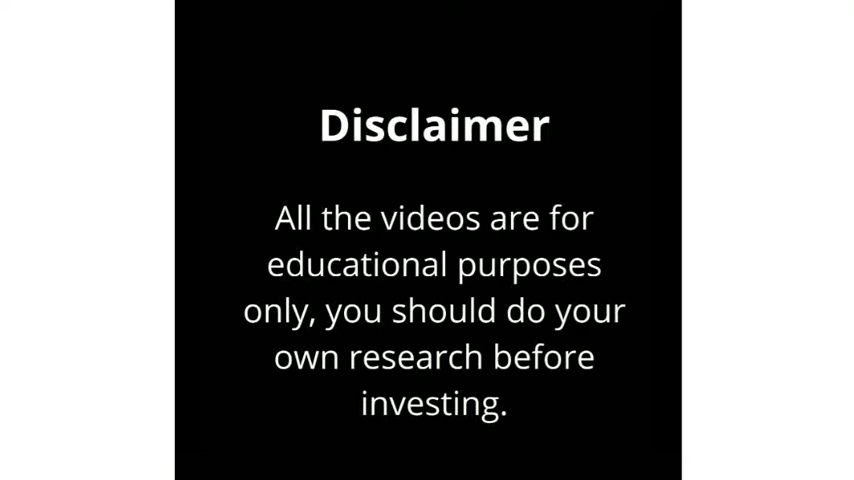 Disclaimer
All the videos are for
educational purposes
only, you should do your
own research before
investing.